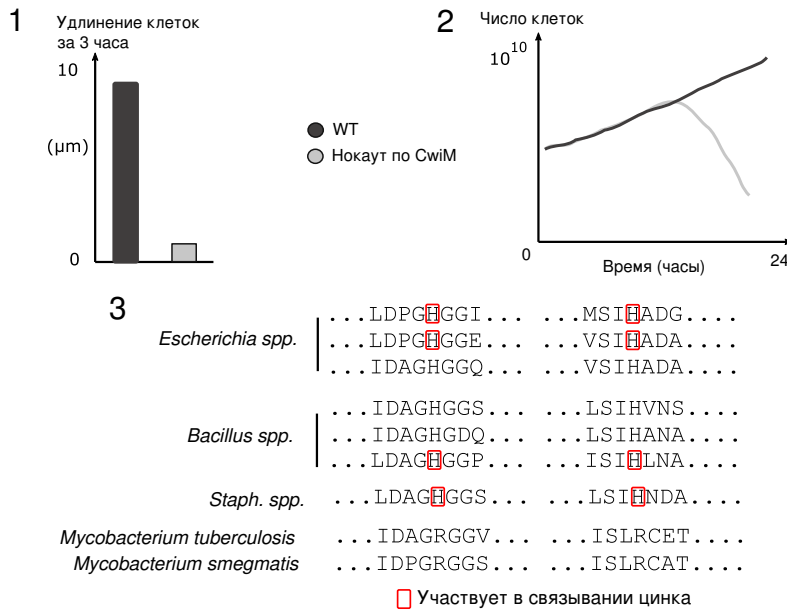 1
Удлинение клеток
за 3 часа
10
(µm)
0
WT
Нокаут по CwiM
2
Число клеток
10^10
0
Время (часы)
24
3
Escherichia spp.
...LDPGHGGI... ...MSIHADG....
...LDPGHGGE... ...VSIHADA....
...IDAGHGGQ... ...VSIHADA....
Bacillus spp.
...IDAGHGGS... ...LSIHVNS....
...IDAGHGDQ... ...LSIHANA....
...LDAGHGGP... ...ISIHLNA....
Staph. spp. ...LDAGHGGS... ...LSIHNDA....
Mycobacterium tuberculosis ...IDAGRGGV... ...ISLRCET....
Mycobacterium smegmatis ...IDPGRGGS... ...ISLRCAT....
Участвует в связывании цинка